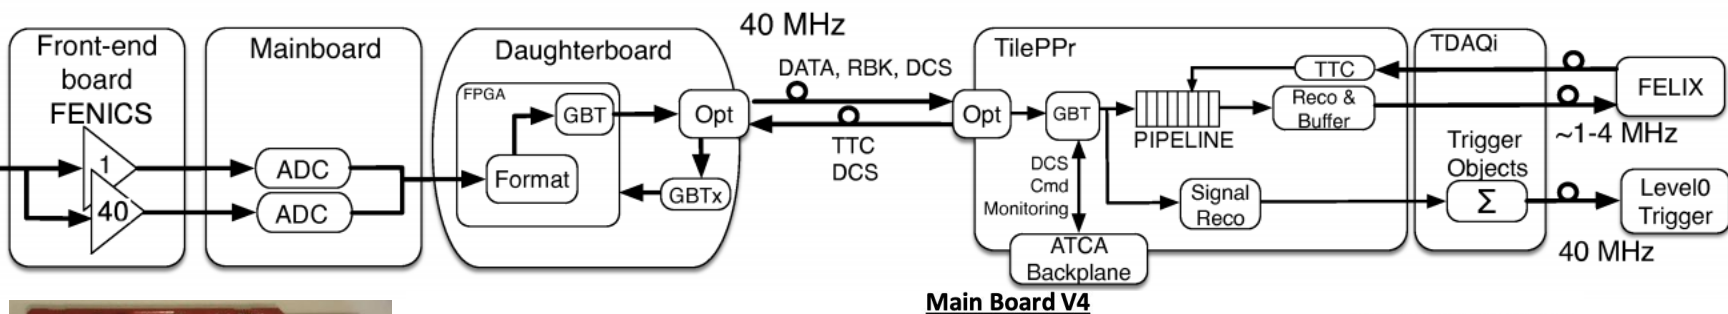 40 MHz
Front-end
board
FENICS
1
40
Mainboard
ADC
ADC
Daughterboard
FPGA
GBT
Format
Opt
GBTx
DATA, RBK, DCS
TTC
DCS
TilePPr
Opt
GBT
PIPELINE
TTC
Reco &
Buffer
DCS
Cmd
Monitoring
Signal
Reco
ATCA
Backplane
TDAQi
Trigger
Objects
Σ
FELIX
~1-4 MHz
Level0
Trigger
40 MHz
Main Board V4